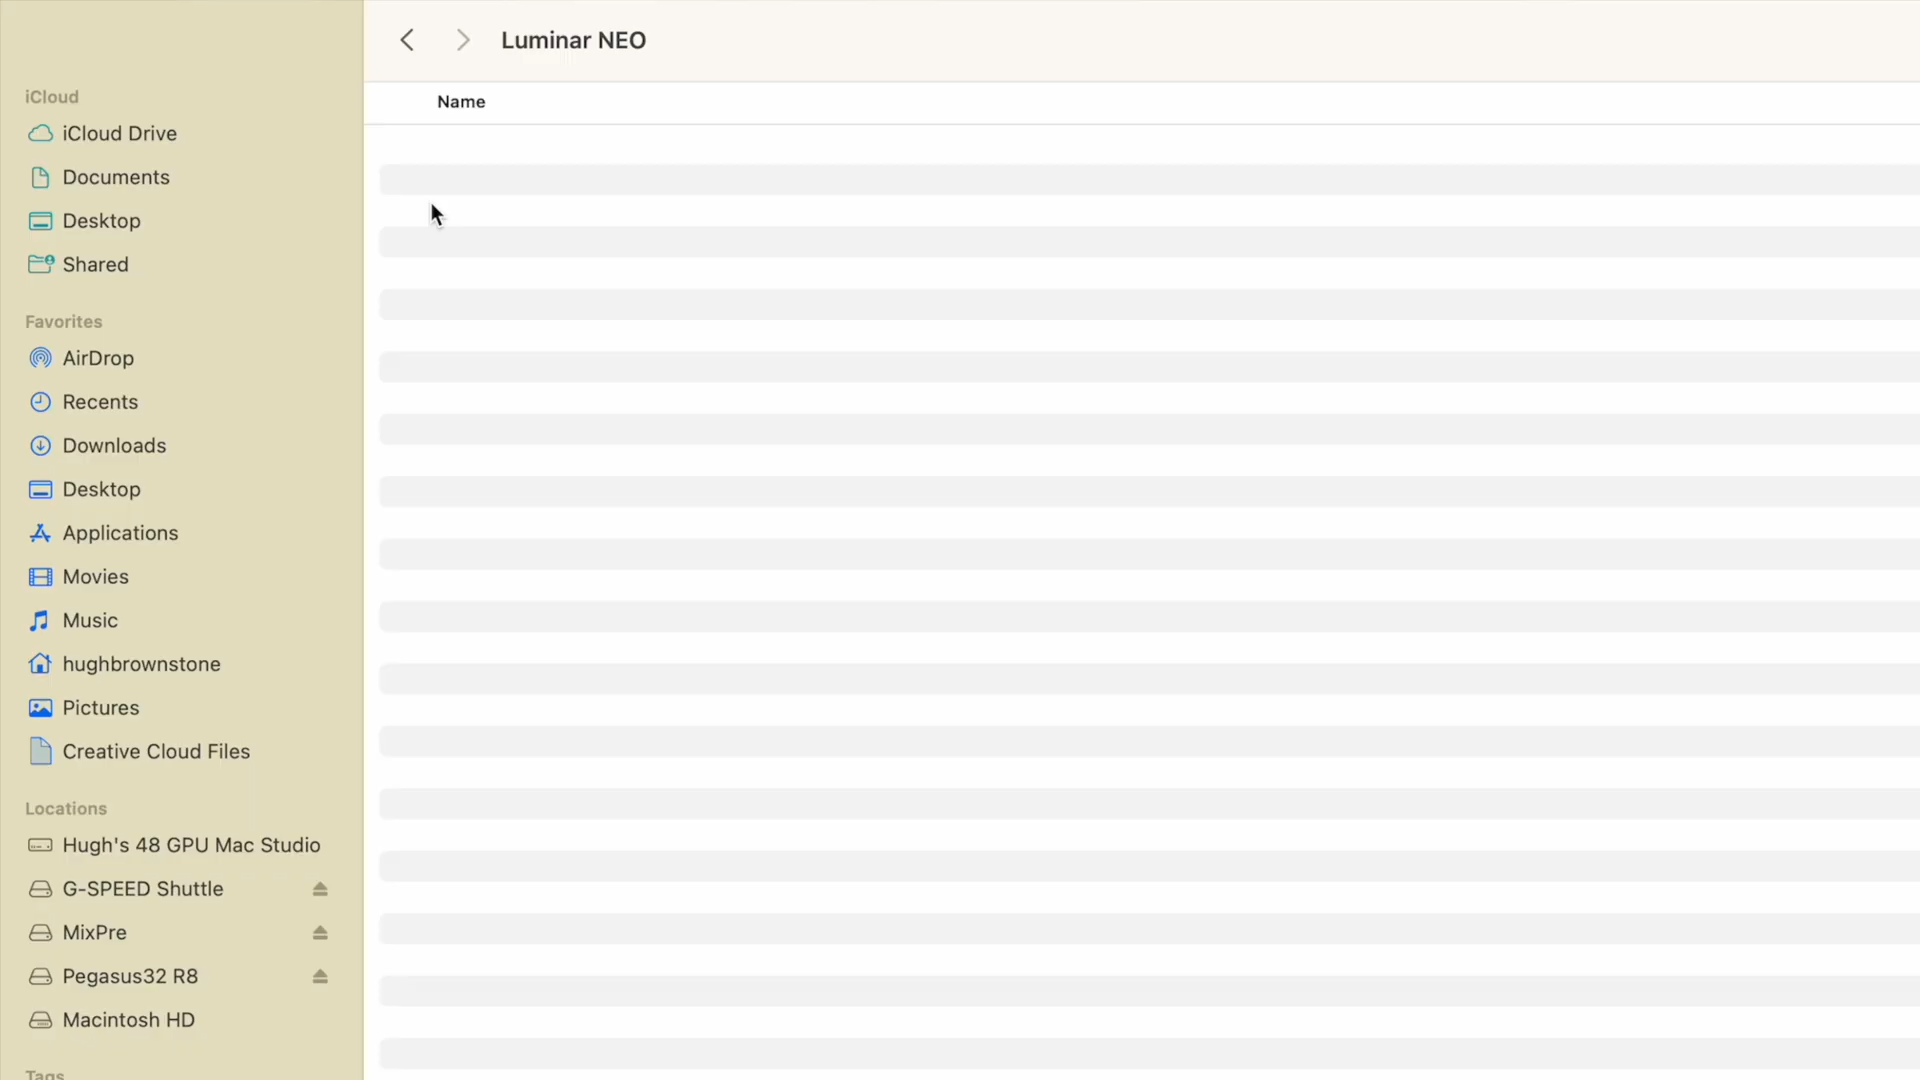 Luminar NEO
Name
iCloud
iCloud Drive
Documents
Desktop
Shared
Favorites
AirDrop
Recents
Downloads
Desktop
Applications
Movies
Music
hughbrownstone
Pictures
Creative Cloud Files
Locations
Hugh's 48 GPU Mac Studio
G-SPEED Shuttle
MixPre
Pegasus32 R8
Macintosh HD
Tags